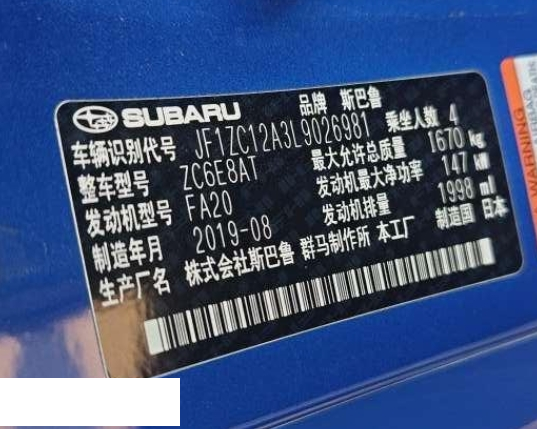 SUBARU 品牌 斯巴鲁
车辆识别代号 JF1ZC12A3L9026981 乘坐人数 4
整车型号 ZC6E8AT 最大允许总质量 1670 kg
发动机型号 FA20 发动机最大净功率 147 kW
制造年月 2019-08 发动机排量 1998 ml
生产厂名 株式会社斯巴鲁 群马制作所 本工厂 制造国 日本